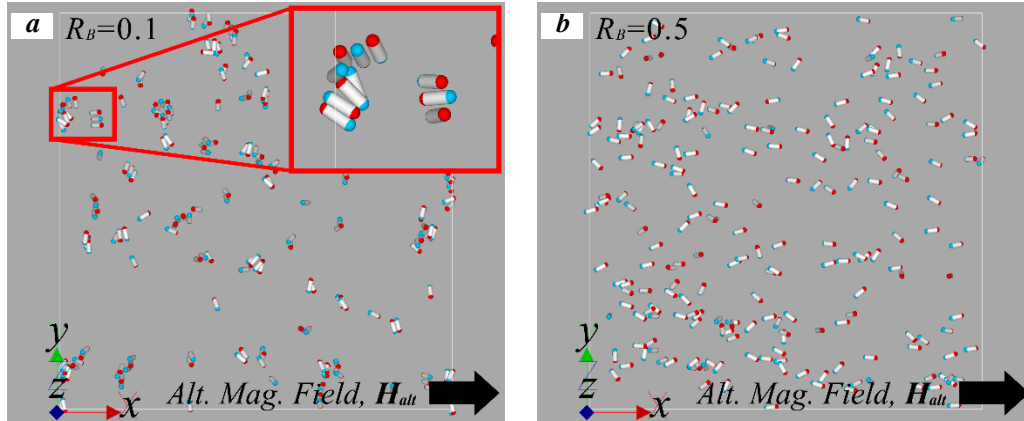 a R_B=0.1
y
z
x
Alt. Mag. Field, H_alt
b R_B=0.5
y
z
x
Alt. Mag. Field, H_alt